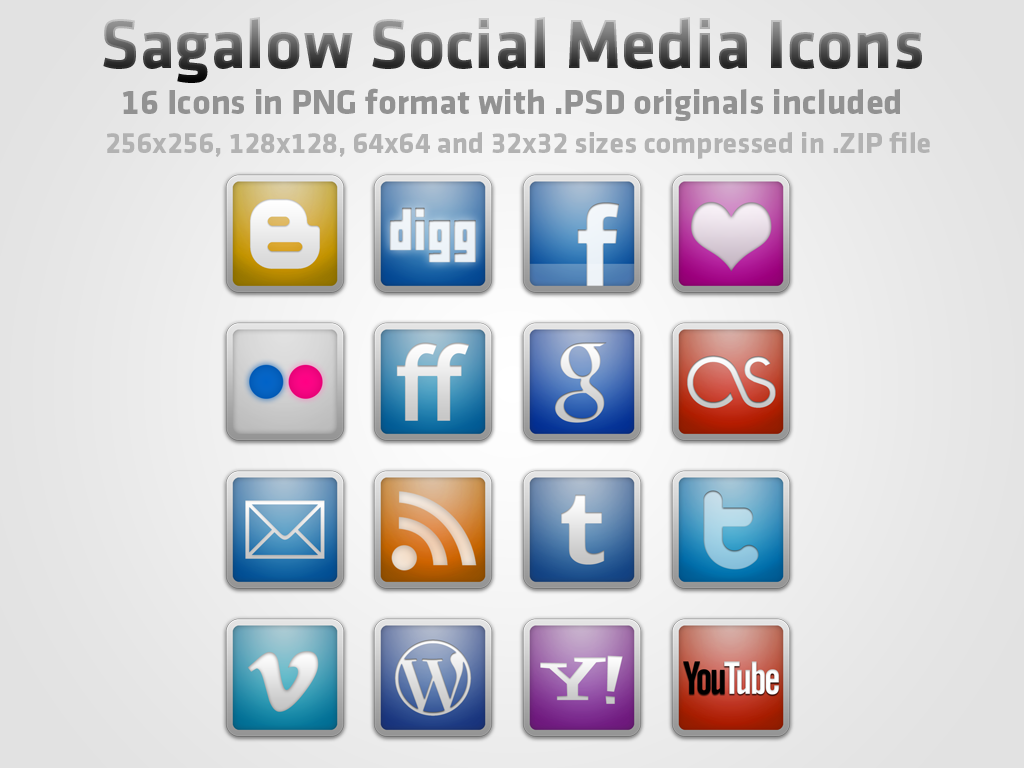 Sagalow Social Media Icons
16 Icons in PNG format with .PSD originals included
256x256, 128x128, 64x64 and 32x32 sizes compressed in .ZIP file
B digg f
ff g as
t t
v W Y! YouTube